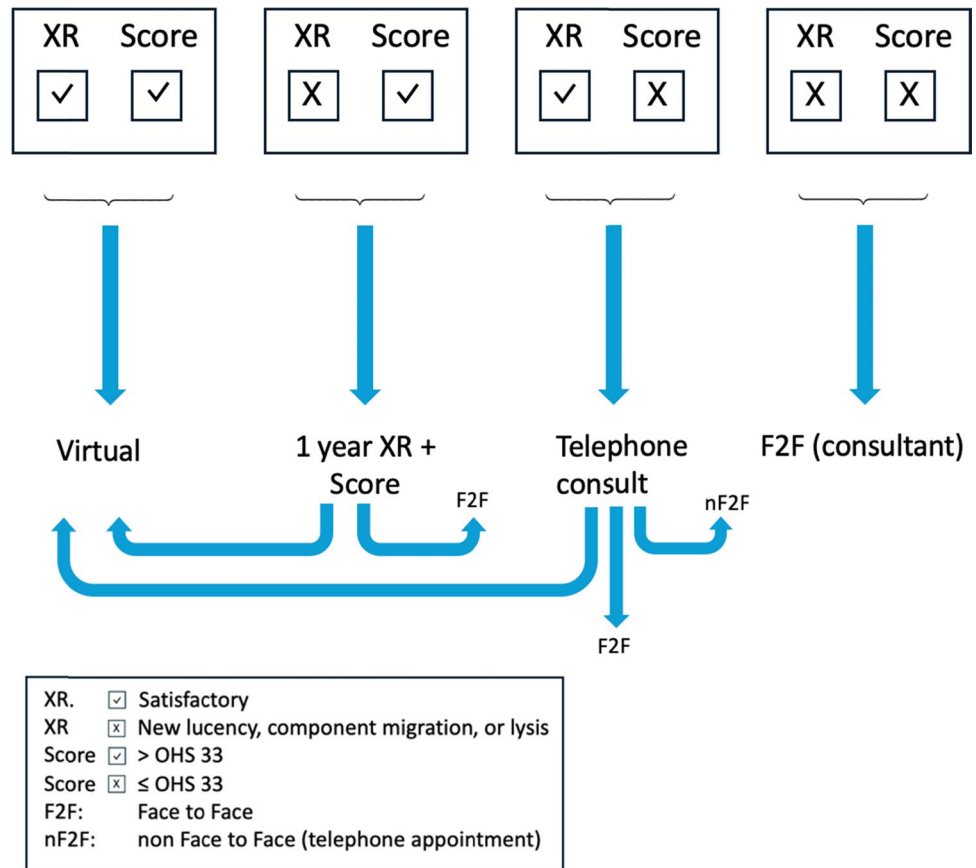 XR Score
✓ ✓
XR Score
X ✓
XR Score
✓ X
XR Score
X X
Virtual
1 year XR +
Score
Telephone
consult
F2F (consultant)
F2F
nF2F
F2F
XR. ✓ Satisfactory
XR X New lucency, component migration, or lysis
Score ✓ > OHS 33
Score X ≤ OHS 33
F2F: Face to Face
nF2F: non Face to Face (telephone appointment)